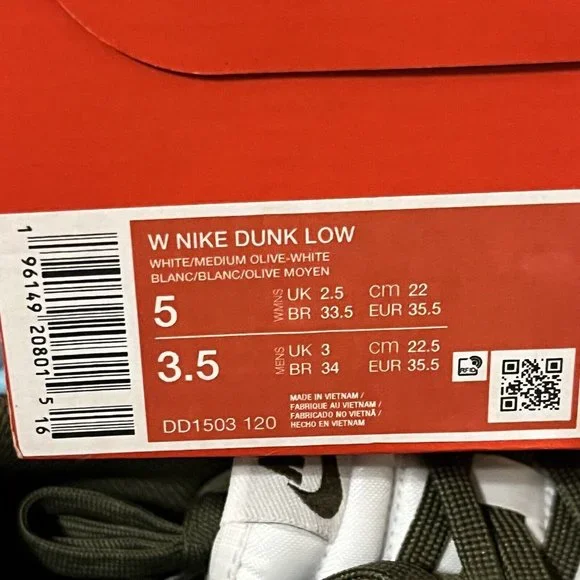 W NIKE DUNK LOW
WHITE/MEDIUM OLIVE-WHITE
BLANC/BLANC/OLIVE MOYEN
5 WMNS UK 2.5 cm 22
BR 33.5 EUR 35.5
3.5 MENS UK 3 cm 22.5
BR 34 EUR 35.5
RFID
MADE IN VIETNAM /
FABRIQUE AU VIETNAM /
FABRICADO NO VIETNÃ /
HECHO EN VIETNAM
DD1503 120
1 96149 20801 5 16